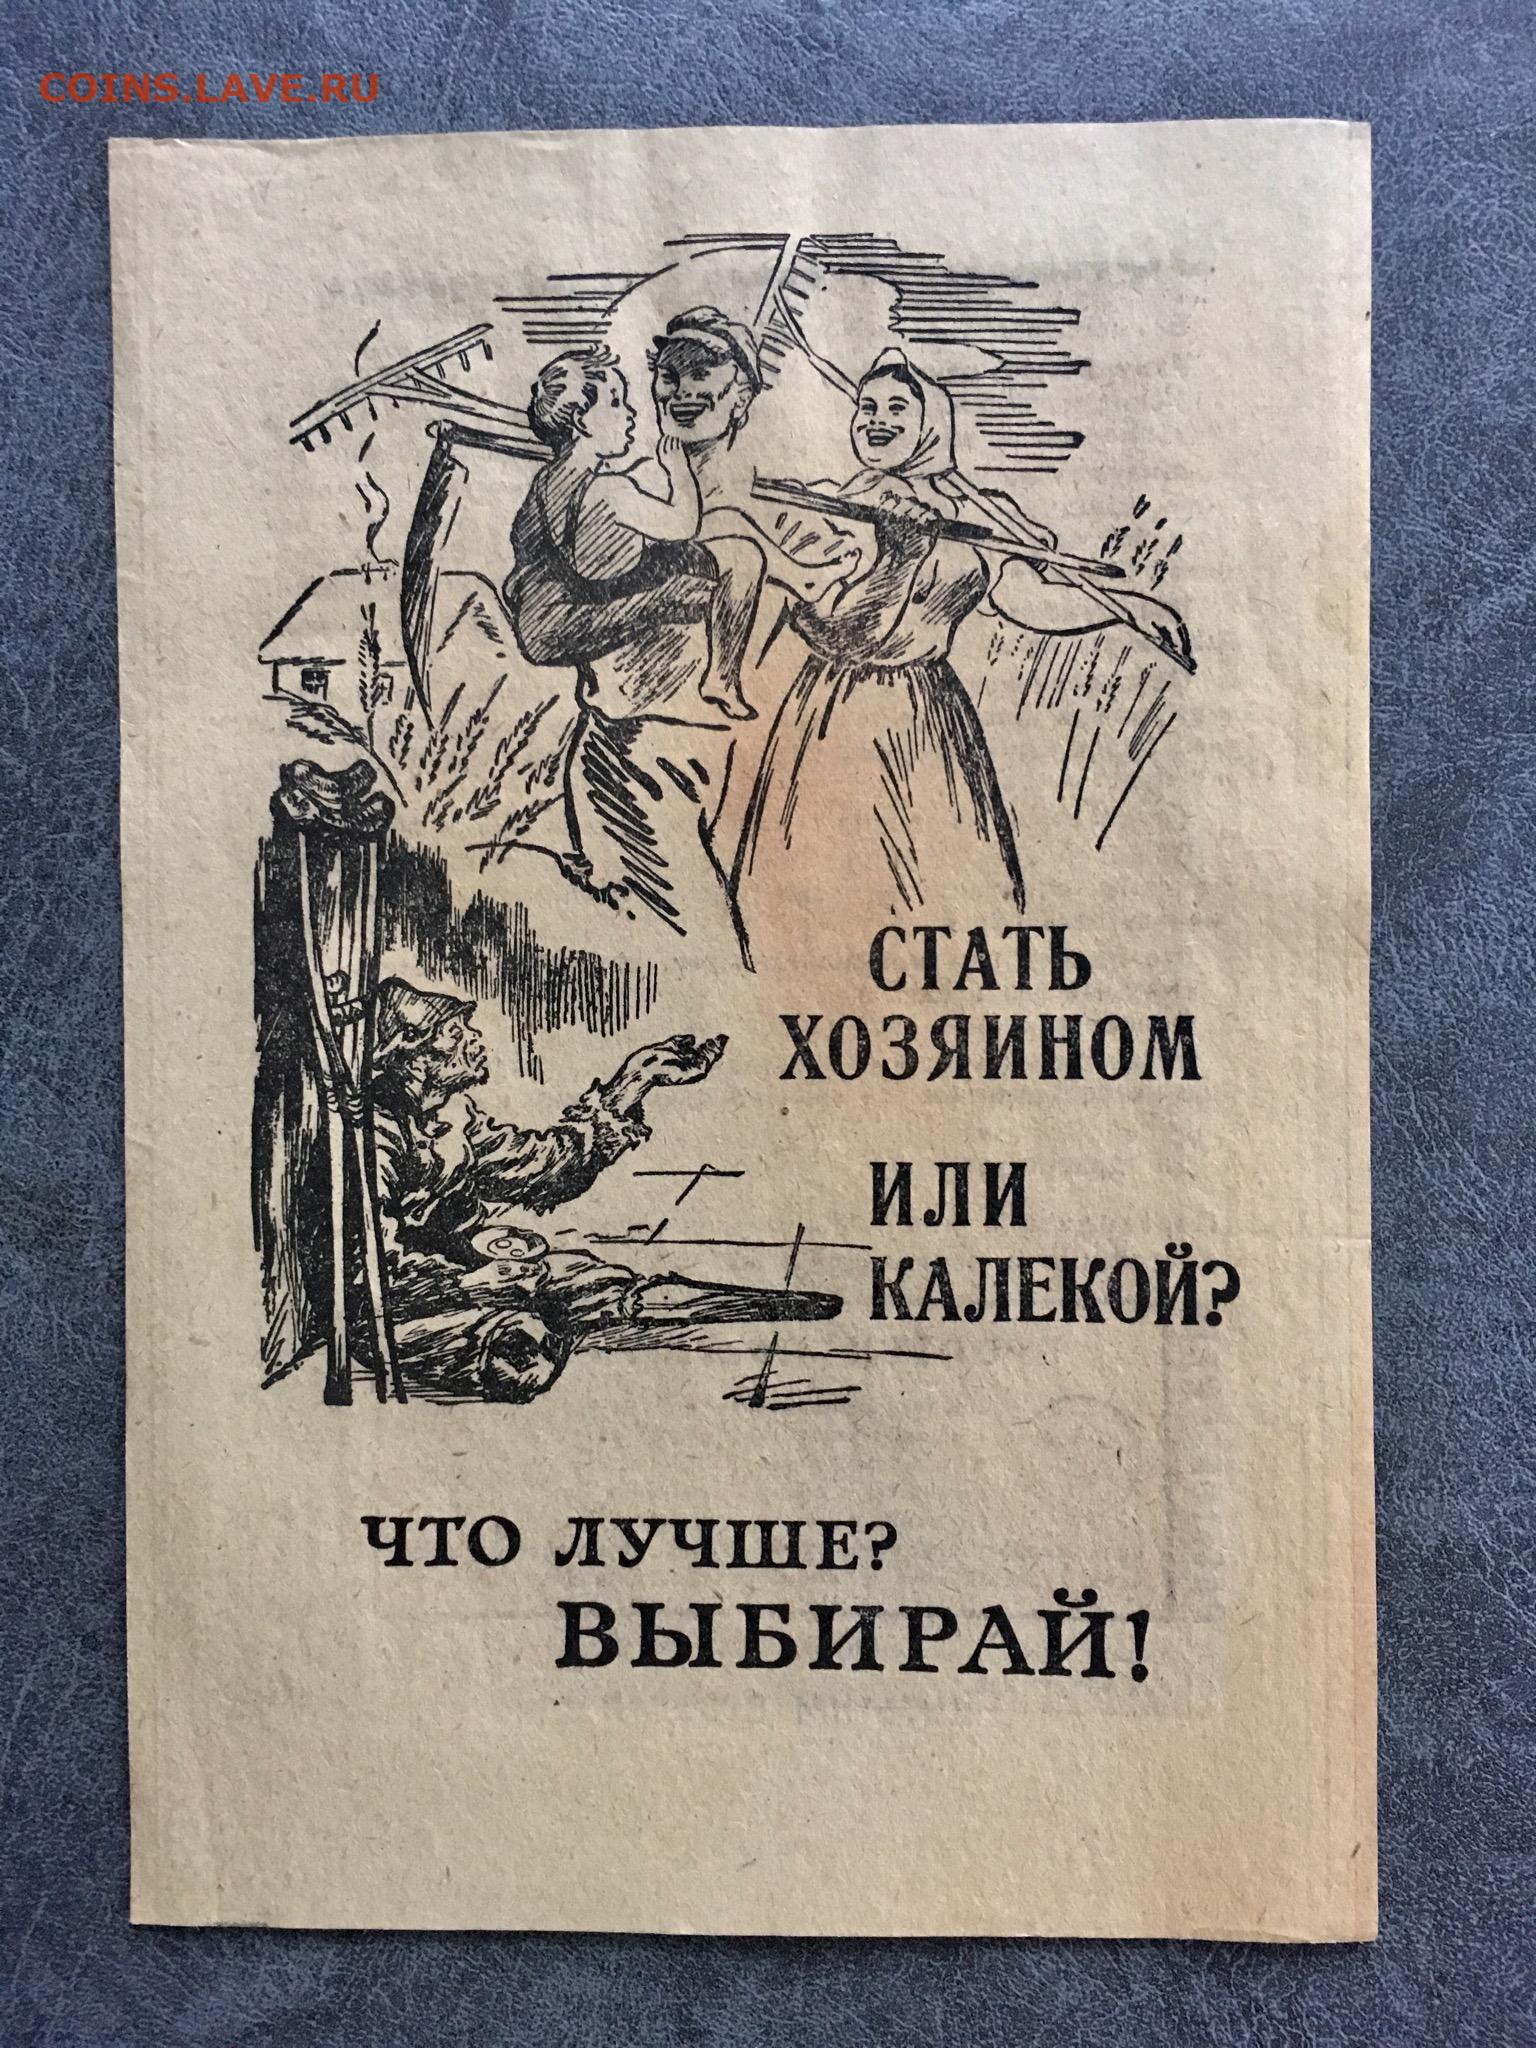 COINS.LAVE.RU
СТАТЬ
ХОЗЯИНОМ
ИЛИ
КАЛЕКОЙ?
ЧТО ЛУЧШЕ?
ВЫБИРАЙ!